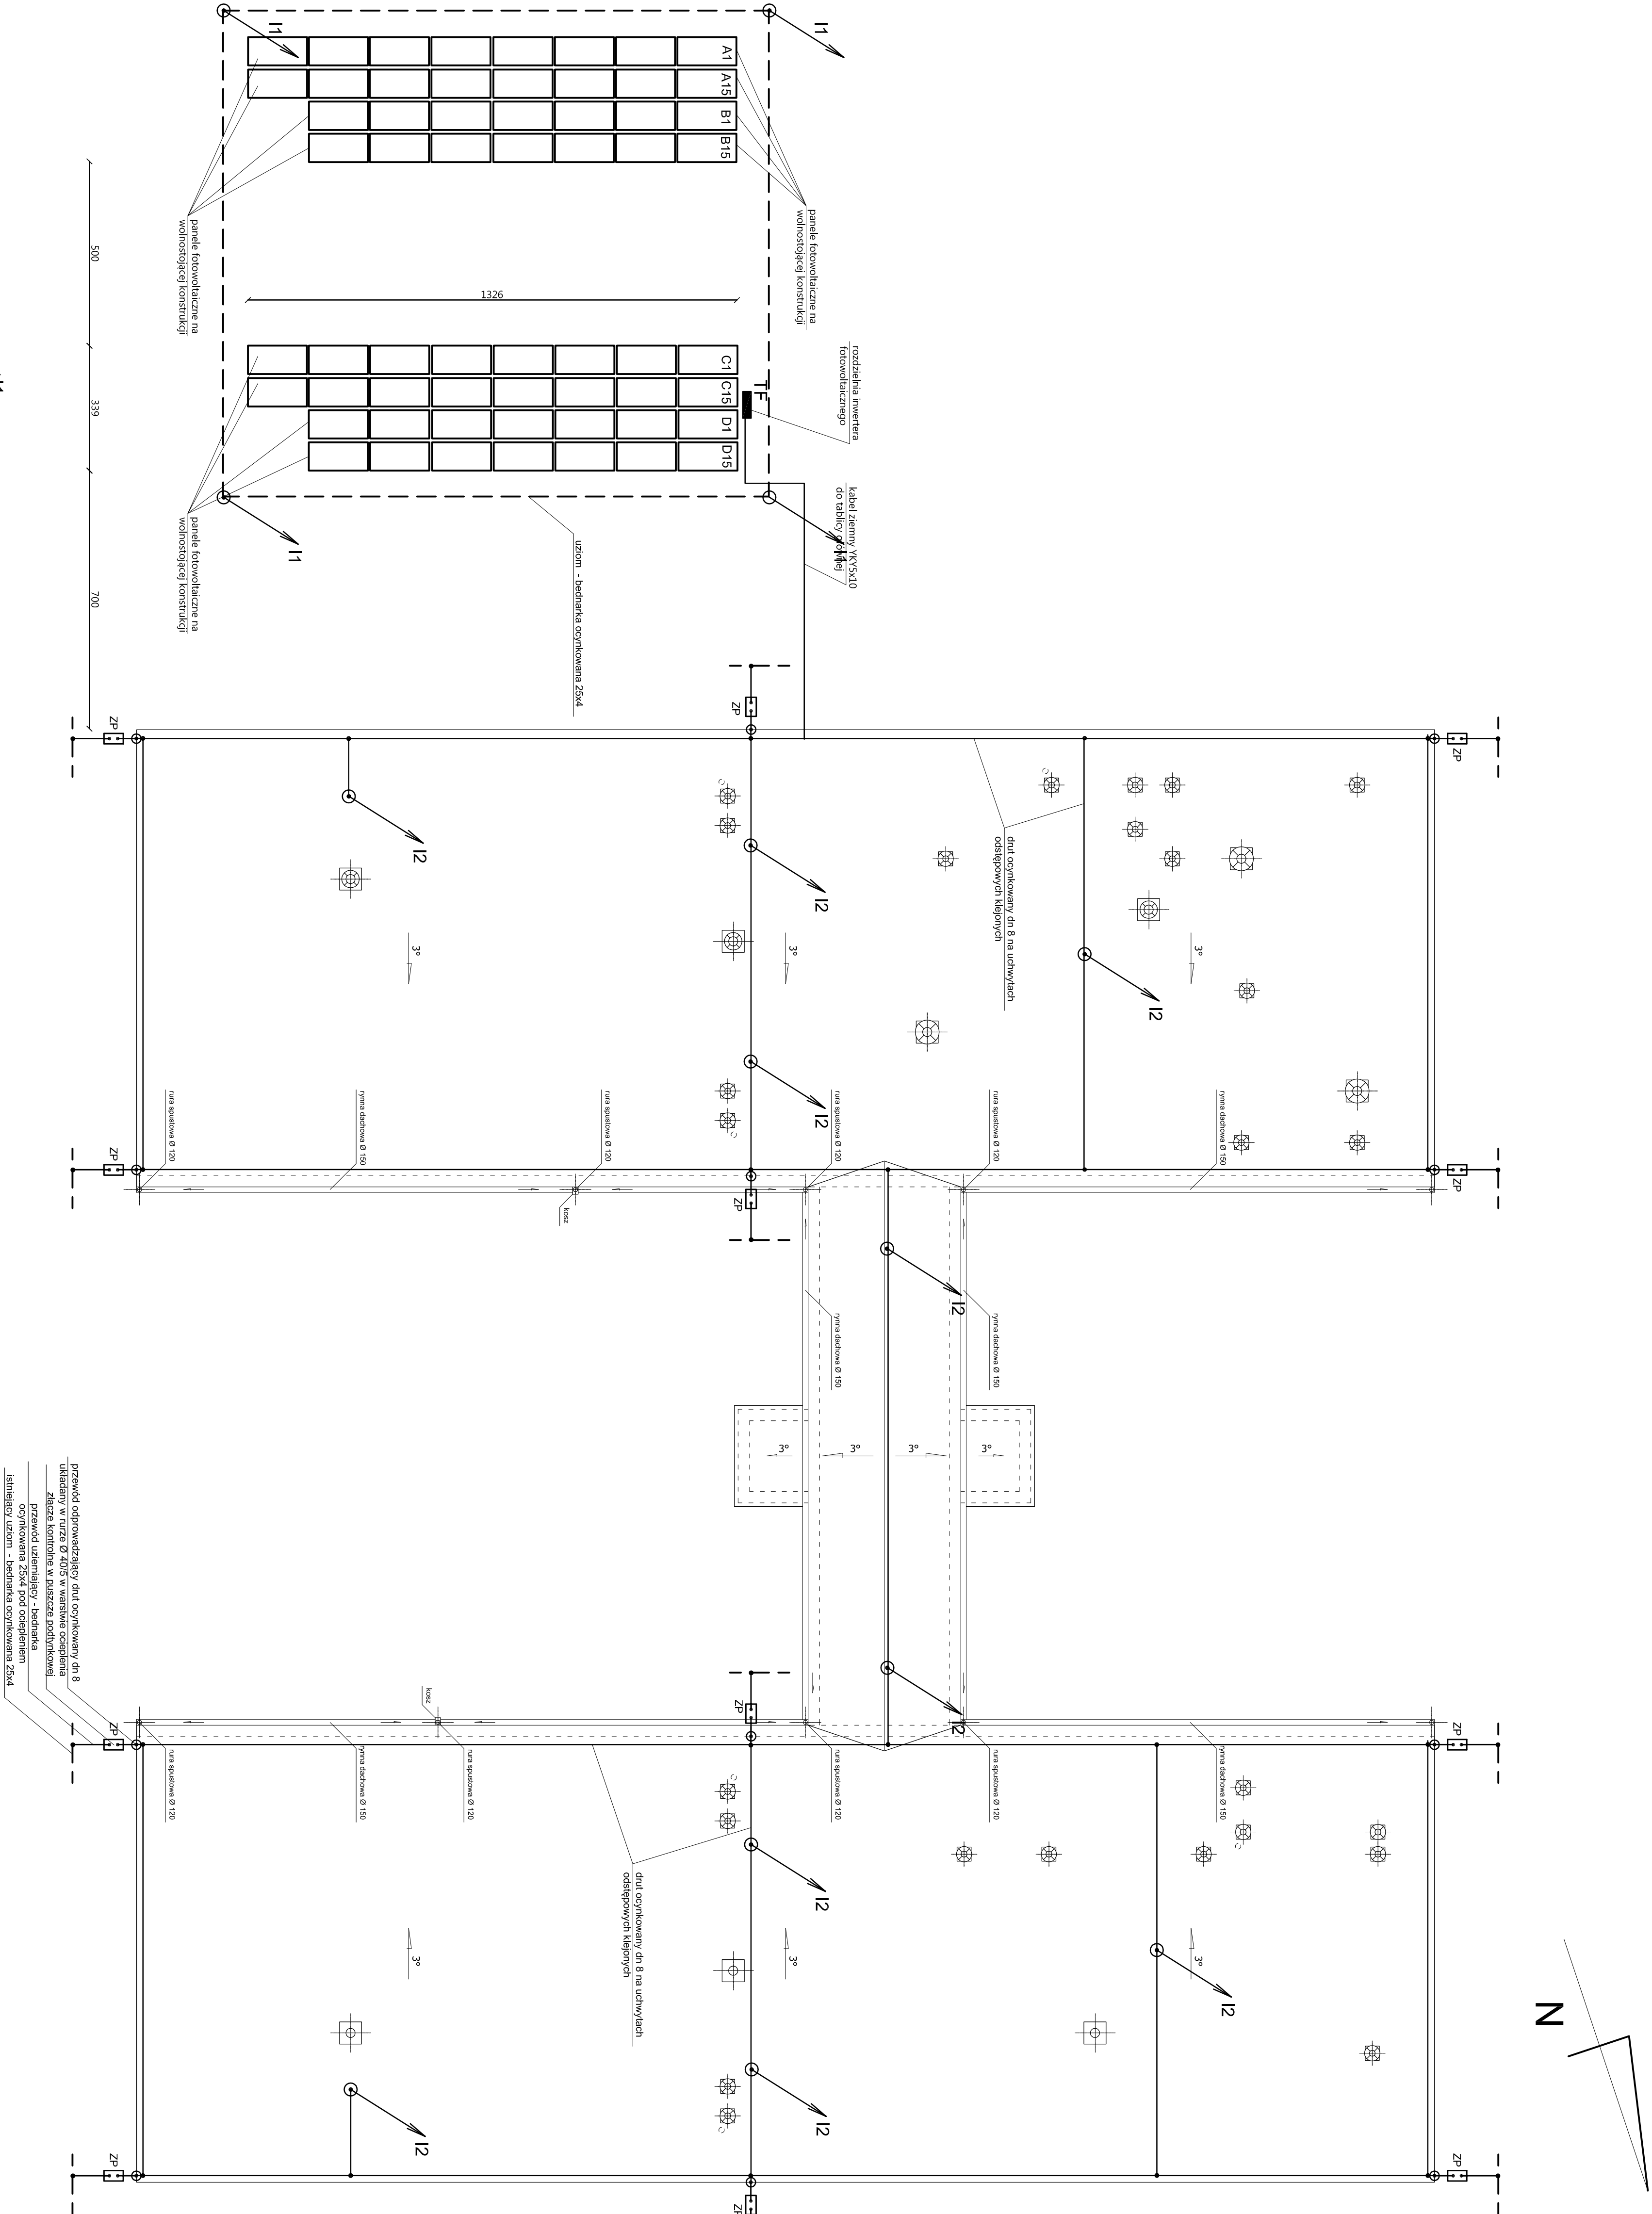 I1
I1
A1
A15
B1
B15
panele fotowoltaiczne na
wolnostojącej konstrukcji
panele fotowoltaiczne na
wolnostojącej konstrukcji
500
339
700
1326
rozdzielnia inwertera
fotowoltaicznego
TF
C1
C15
D1
D15
kabel ziemny YKY5x10
do tablicy głównej
I1
I1
panele fotowoltaiczne na
wolnostojącej konstrukcji
uziom - bednarka ocynkowana 25x4
ZP
ZP
ZP
I2
I2
I2
I2
drut ocynkowany dn 8 na uchwytach
odstępowych klejonych
3°
3°
3°
rura spustowa Ø 120
rynna dachowa Ø 150
rura spustowa Ø 120
rura spustowa Ø 120
rura spustowa Ø 120
rynna dachowa Ø 150
ZP
ZP
ZP
kosz
I2
rynna dachowa Ø 150
rynna dachowa Ø 150
3°
3°
3°
3°
I2
przewód odprowadzający drut ocynkowany dn 8
układany w rurze Ø 40/5 w warstwie ocieplenia
złącze kontrolne w puszcze podtynkowej
przewód uziemiający - bednarka
ocynkowana 25x4 pod ociepleniem
istniejący uziom - bednarka ocynkowana 25x4
kosz
ZP
ZP
ZP
rura spustowa Ø 120
rynna dachowa Ø 150
rura spustowa Ø 120
rura spustowa Ø 120
rura spustowa Ø 120
rynna dachowa Ø 150
drut ocynkowany dn 8 na uchwytach
odstępowych klejonych
I2
I2
I2
I2
3°
3°
3°
N
ZP
ZP
ZP